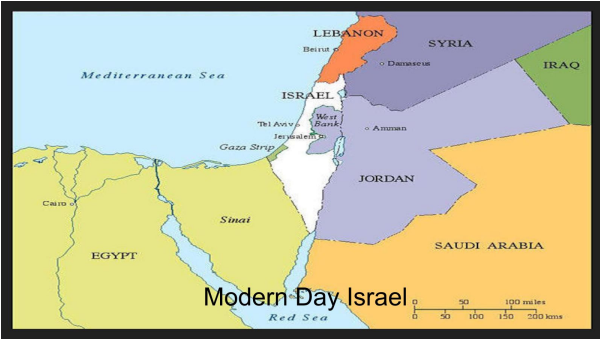 LEBANON
SYRIA
Beirut
Damascus
IRAQ
Mediterranean Sea
ISRAEL
West
Bank
Tel Aviv
Jerusalem
Amman
Gaza Strip
JORDAN
Cairo
Sinai
EGYPT
SAUDI ARABIA
Modern Day Israel
0 50 100 miles
0 50 100 150 200 kms
Red Sea